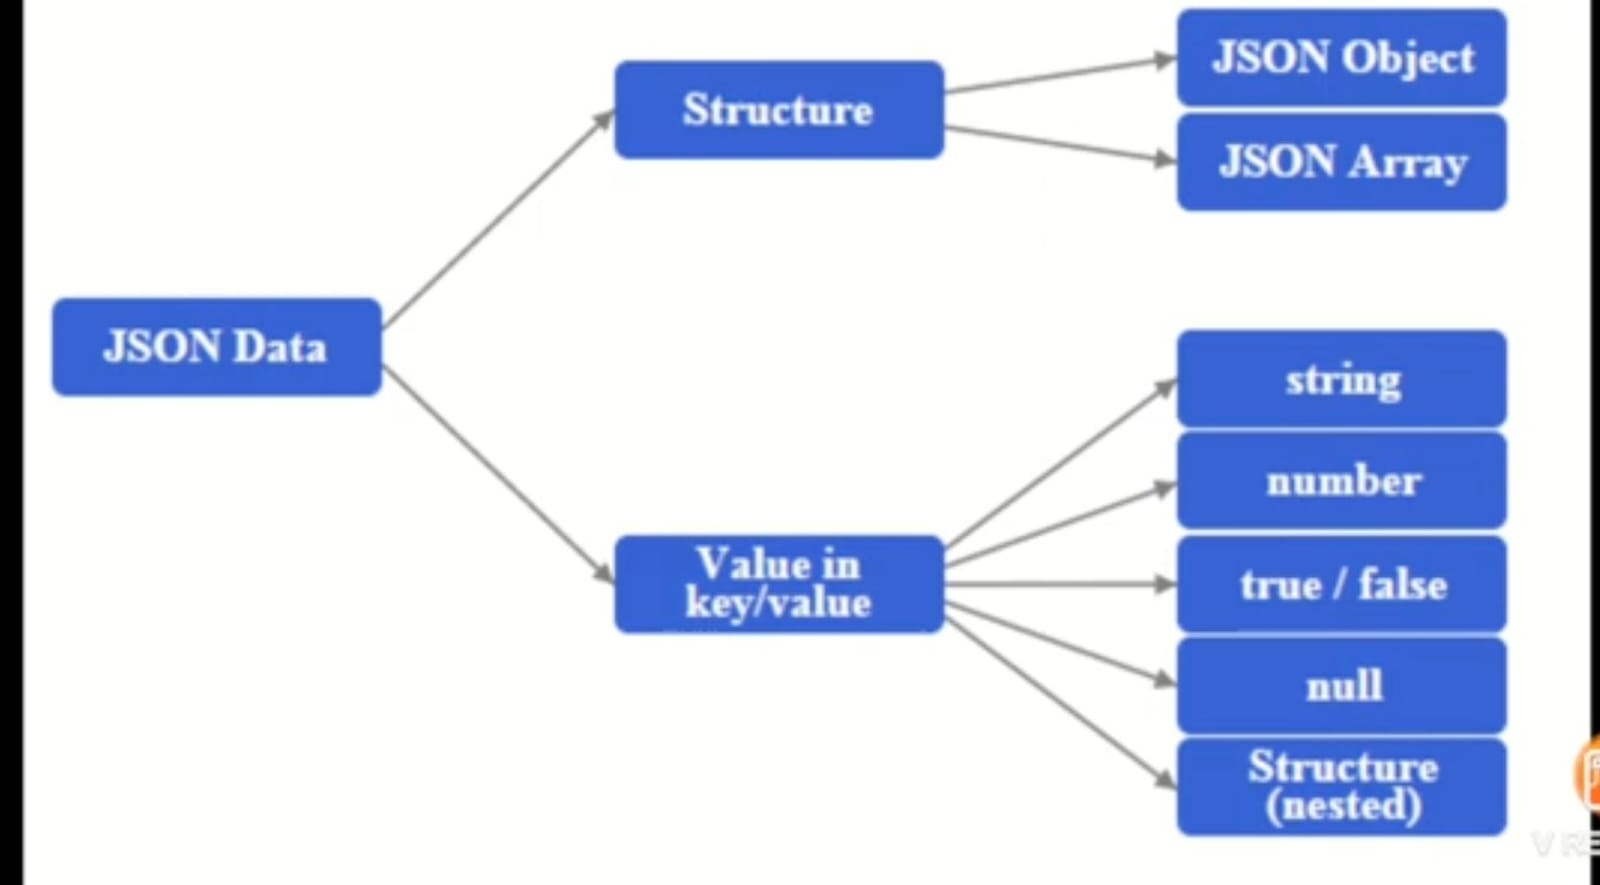 JSON Object
Structure
JSON Array
JSON Data
string
number
Value in
key/value
true / false
null
Structure
(nested)